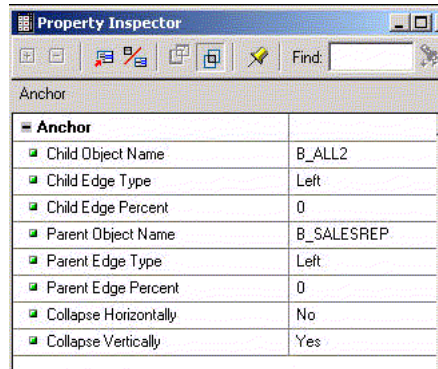 Property Inspector
Find:
Anchor
Anchor
Child Object Name B_ALL2
Child Edge Type Left
Child Edge Percent 0
Parent Object Name B_SALESREP
Parent Edge Type Left
Parent Edge Percent 0
Collapse Horizontally No
Collapse Vertically Yes